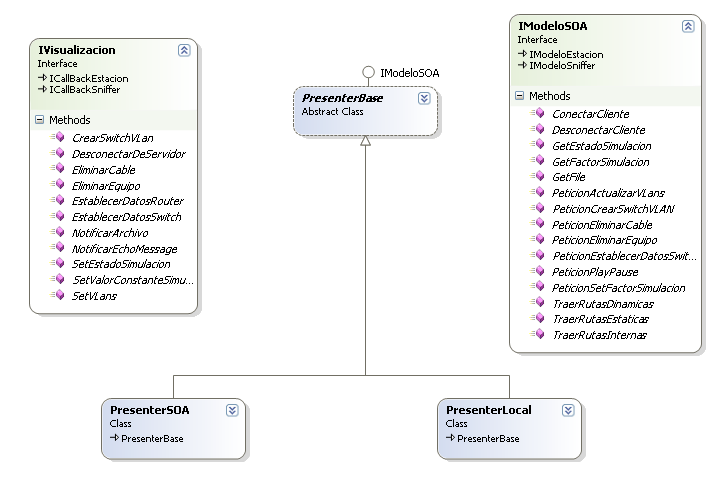 IVisualizacion
Interface
ICallBackEstacion
ICallBackSniffer
Methods
CrearSwitchVLan
DesconectarDeServidor
EliminarCable
EliminarEquipo
EstablecerDatosRouter
EstablecerDatosSwitch
NotificarArchivo
NotificarEchoMessage
SetEstadoSimulacion
SetValorConstanteSimu...
SetVLans
IModeloSOA
PresenterBase
Abstract Class
IModeloSOA
Interface
IModeloEstacion
IModeloSniffer
Methods
ConectarCliente
DesconectarCliente
GetEstadoSimulacion
GetFactorSimulacion
GetFile
PeticionActualizarVLans
PeticionCrearSwitchVLAN
PeticionEliminarCable
PeticionEliminarEquipo
PeticionEstablecerDatosSwit...
PeticionPlayPause
PeticionSetFactorSimulacion
TraerRutasDinamicas
TraerRutasEstaticas
TraerRutasInternas
PresenterSOA
Class
PresenterBase
PresenterLocal
Class
PresenterBase